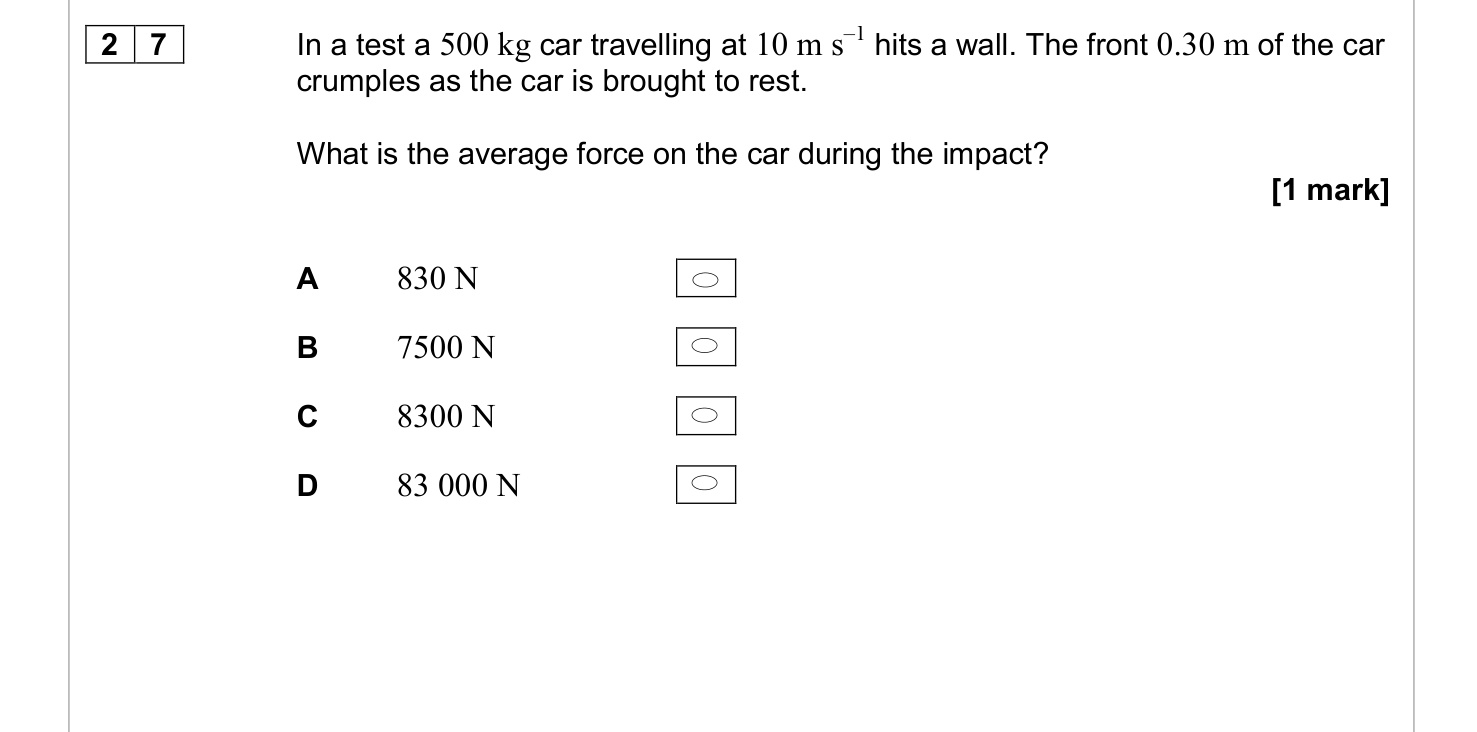 2 7
In a test a 500 kg car travelling at 10 m s⁻¹ hits a wall. The front 0.30 m of the car
crumples as the car is brought to rest.
What is the average force on the car during the impact?
[1 mark]
A 830 N
B 7500 N
C 8300 N
D 83 000 N